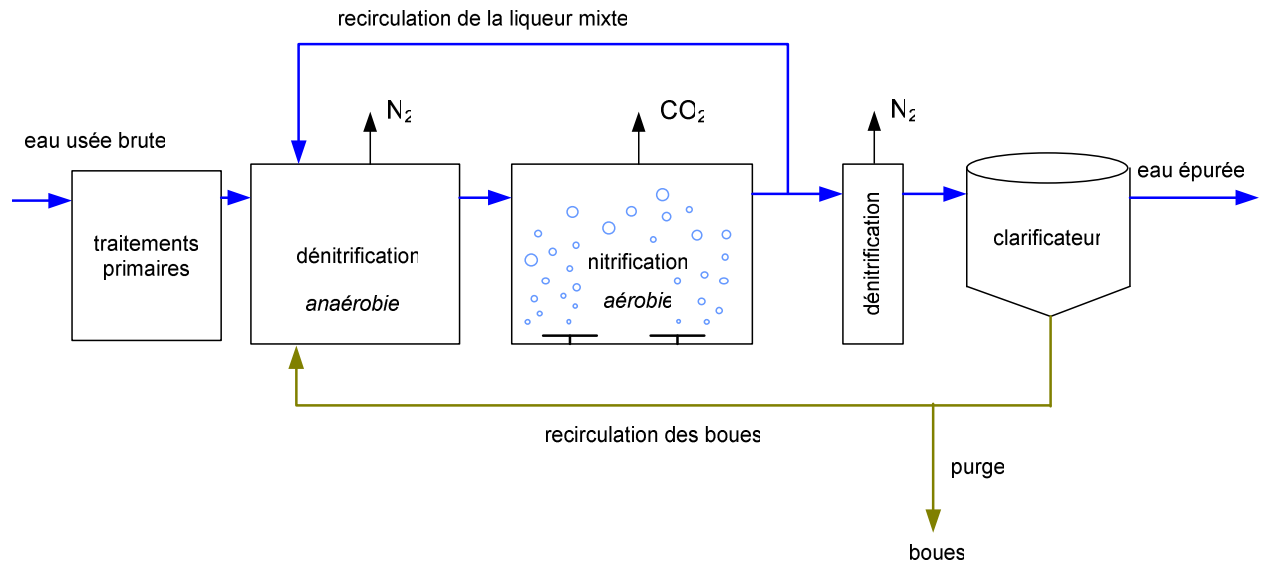 recirculation de la liqueur mixte
N₂
CO₂
N₂
eau usée brute
eau épurée
traitements
primaires
dénitrification
anaérobie
nitrification
aérobie
dénitrification
clarificateur
recirculation des boues
purge
boues